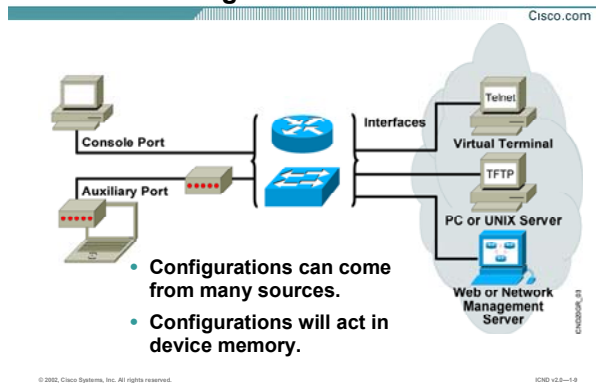 Cisco.com
Telnet
Interfaces
Console Port
Virtual Terminal
TFTP
Auxiliary Port
PC or UNIX Server
• Configurations can come
from many sources.
• Configurations will act in
device memory.
Web or Network
Management
Server
© 2002, Cisco Systems, Inc. All rights reserved.
ICND v2.0—1-9